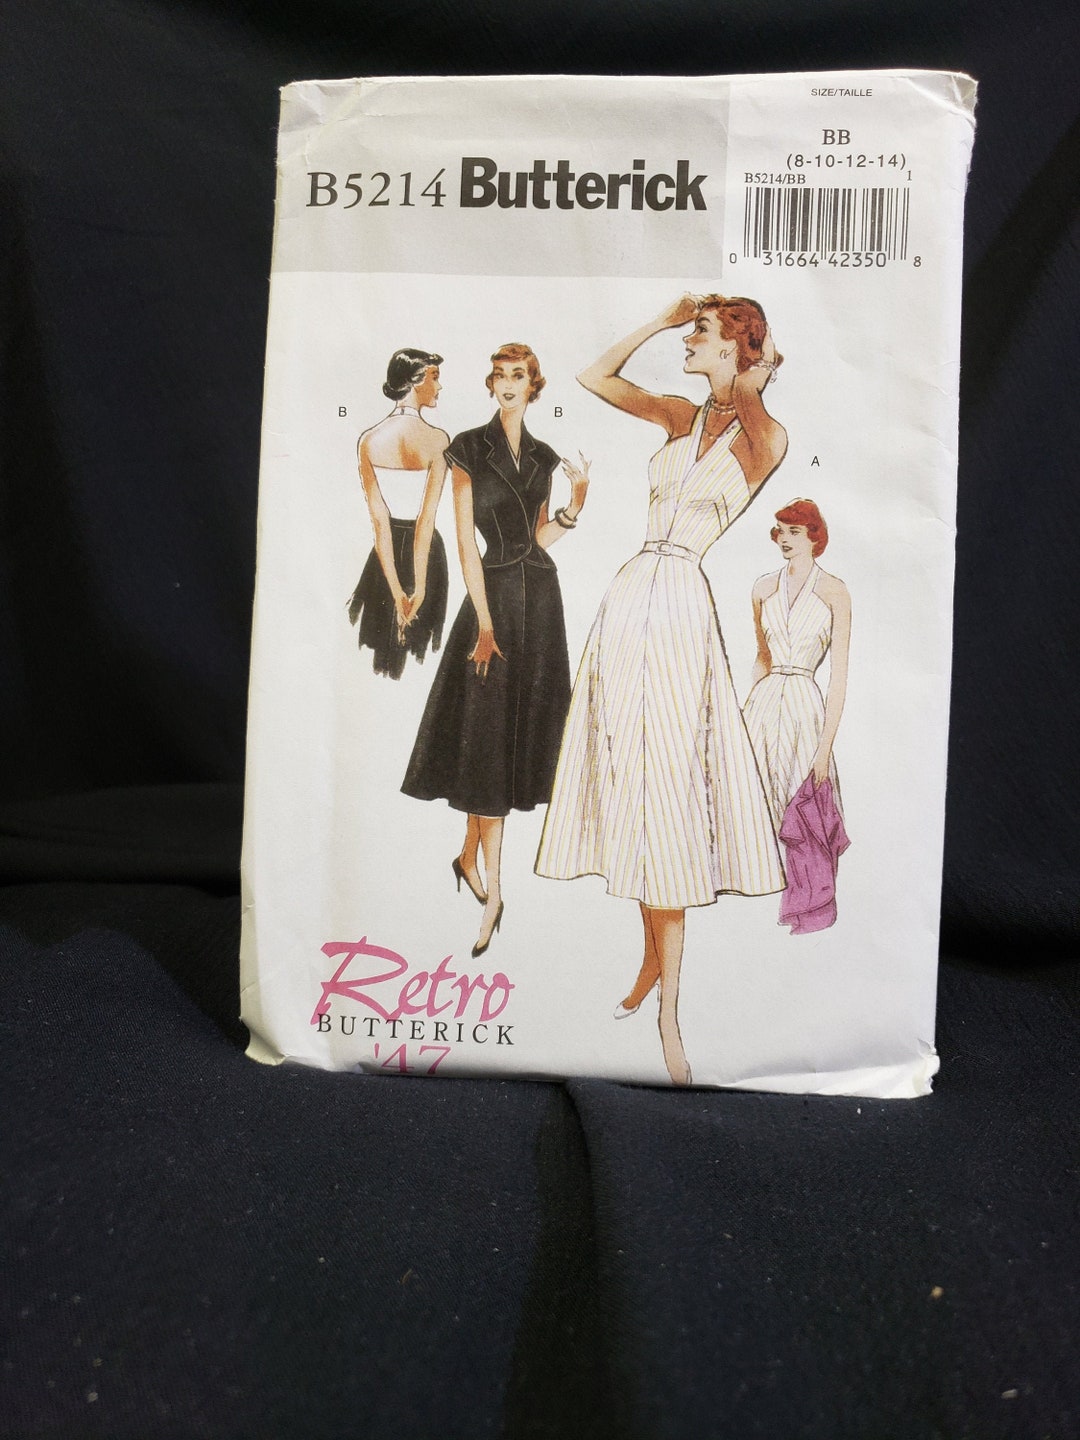 SIZE/TAILLE
BB
(8-10-12-14)
B5214 Butterick
B5214/BB 1
0 31664 42350 8
B
B
A
Retro
BUTTERICK
'47